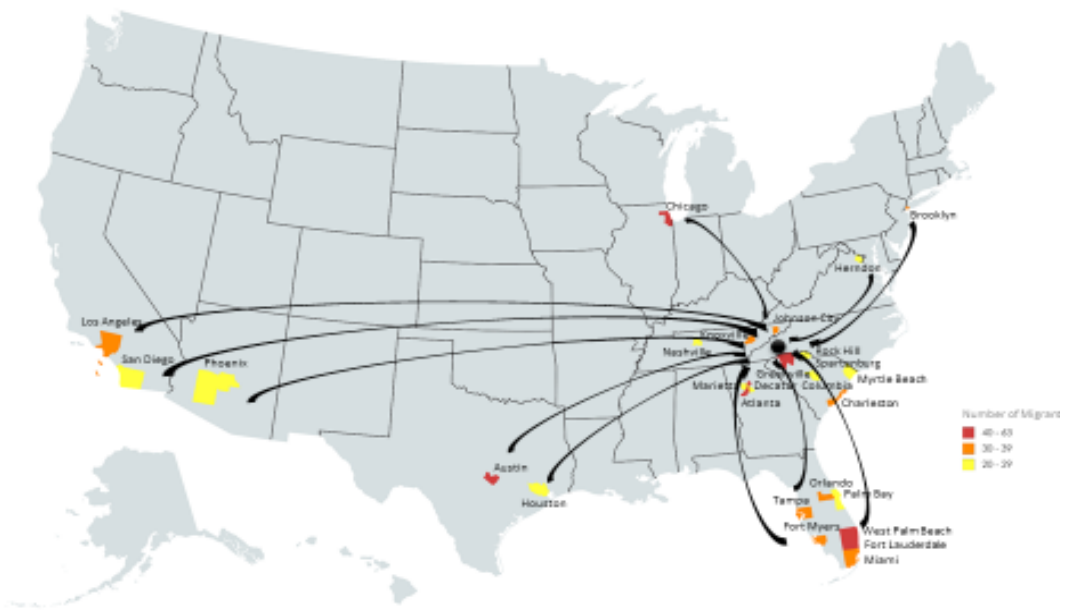 Chicago
Brooklyn
Herndon
Johnson City
Los Angeles
Knoxville
Nashville
Rock Hill
San Diego
Phoenix
Spartanburg
Greenville
Myrtle Beach
Marietta Decatur Columbia
Atlanta
Charleston
Number of Migrant
40 - 63
30 - 39
20 - 29
Austin
Houston
Orlando
Palm Bay
Tampa
Fort Myers
West Palm Beach
Fort Lauderdale
Miami